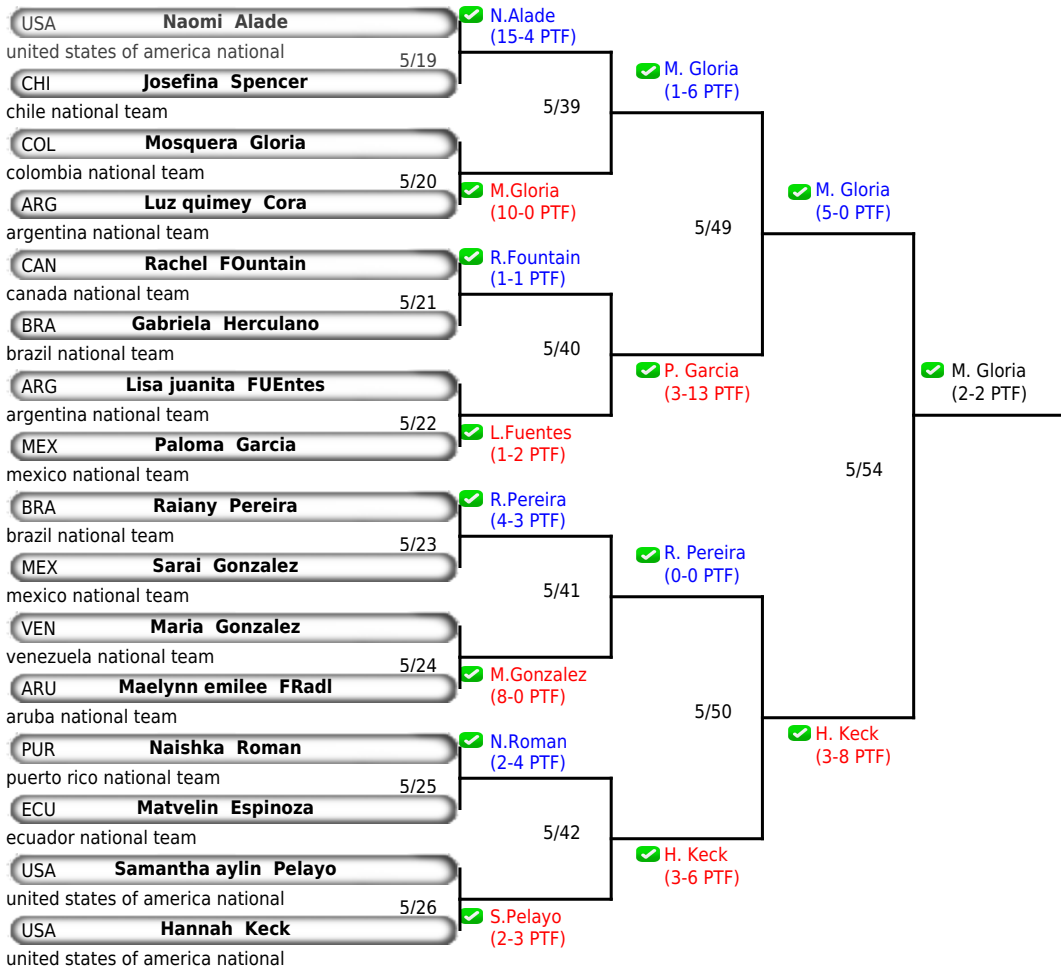 USA Naomi Alade
united states of america national
5/19
CHI Josefina Spencer
chile national team
COL Mosquera Gloria
colombia national team
5/20
ARG Luz quimey Cora
argentina national team
CAN Rachel FOuntain
canada national team
5/21
BRA Gabriela Herculano
brazil national team
ARG Lisa juanita FUEntes
argentina national team
5/22
MEX Paloma Garcia
mexico national team
BRA Raiany Pereira
brazil national team
5/23
MEX Sarai Gonzalez
mexico national team
VEN Maria Gonzalez
venezuela national team
5/24
ARU Maelynn emilee FRadl
aruba national team
PUR Naishka Roman
puerto rico national team
5/25
ECU Matvelin Espinoza
ecuador national team
USA Samantha aylin Pelayo
united states of america national
5/26
USA Hannah Keck
united states of america national
N.Alade
(15-4 PTF)
5/39
M.Gloria
(10-0 PTF)
R.Fountain
(1-1 PTF)
5/40
L.Fuentes
(1-2 PTF)
R.Pereira
(4-3 PTF)
5/41
M.Gonzalez
(8-0 PTF)
N.Roman
(2-4 PTF)
5/42
S.Pelayo
(2-3 PTF)
M. Gloria
(1-6 PTF)
5/49
P. Garcia
(3-13 PTF)
R. Pereira
(0-0 PTF)
5/50
H. Keck
(3-6 PTF)
M. Gloria
(5-0 PTF)
5/54
H. Keck
(3-8 PTF)
M. Gloria
(2-2 PTF)